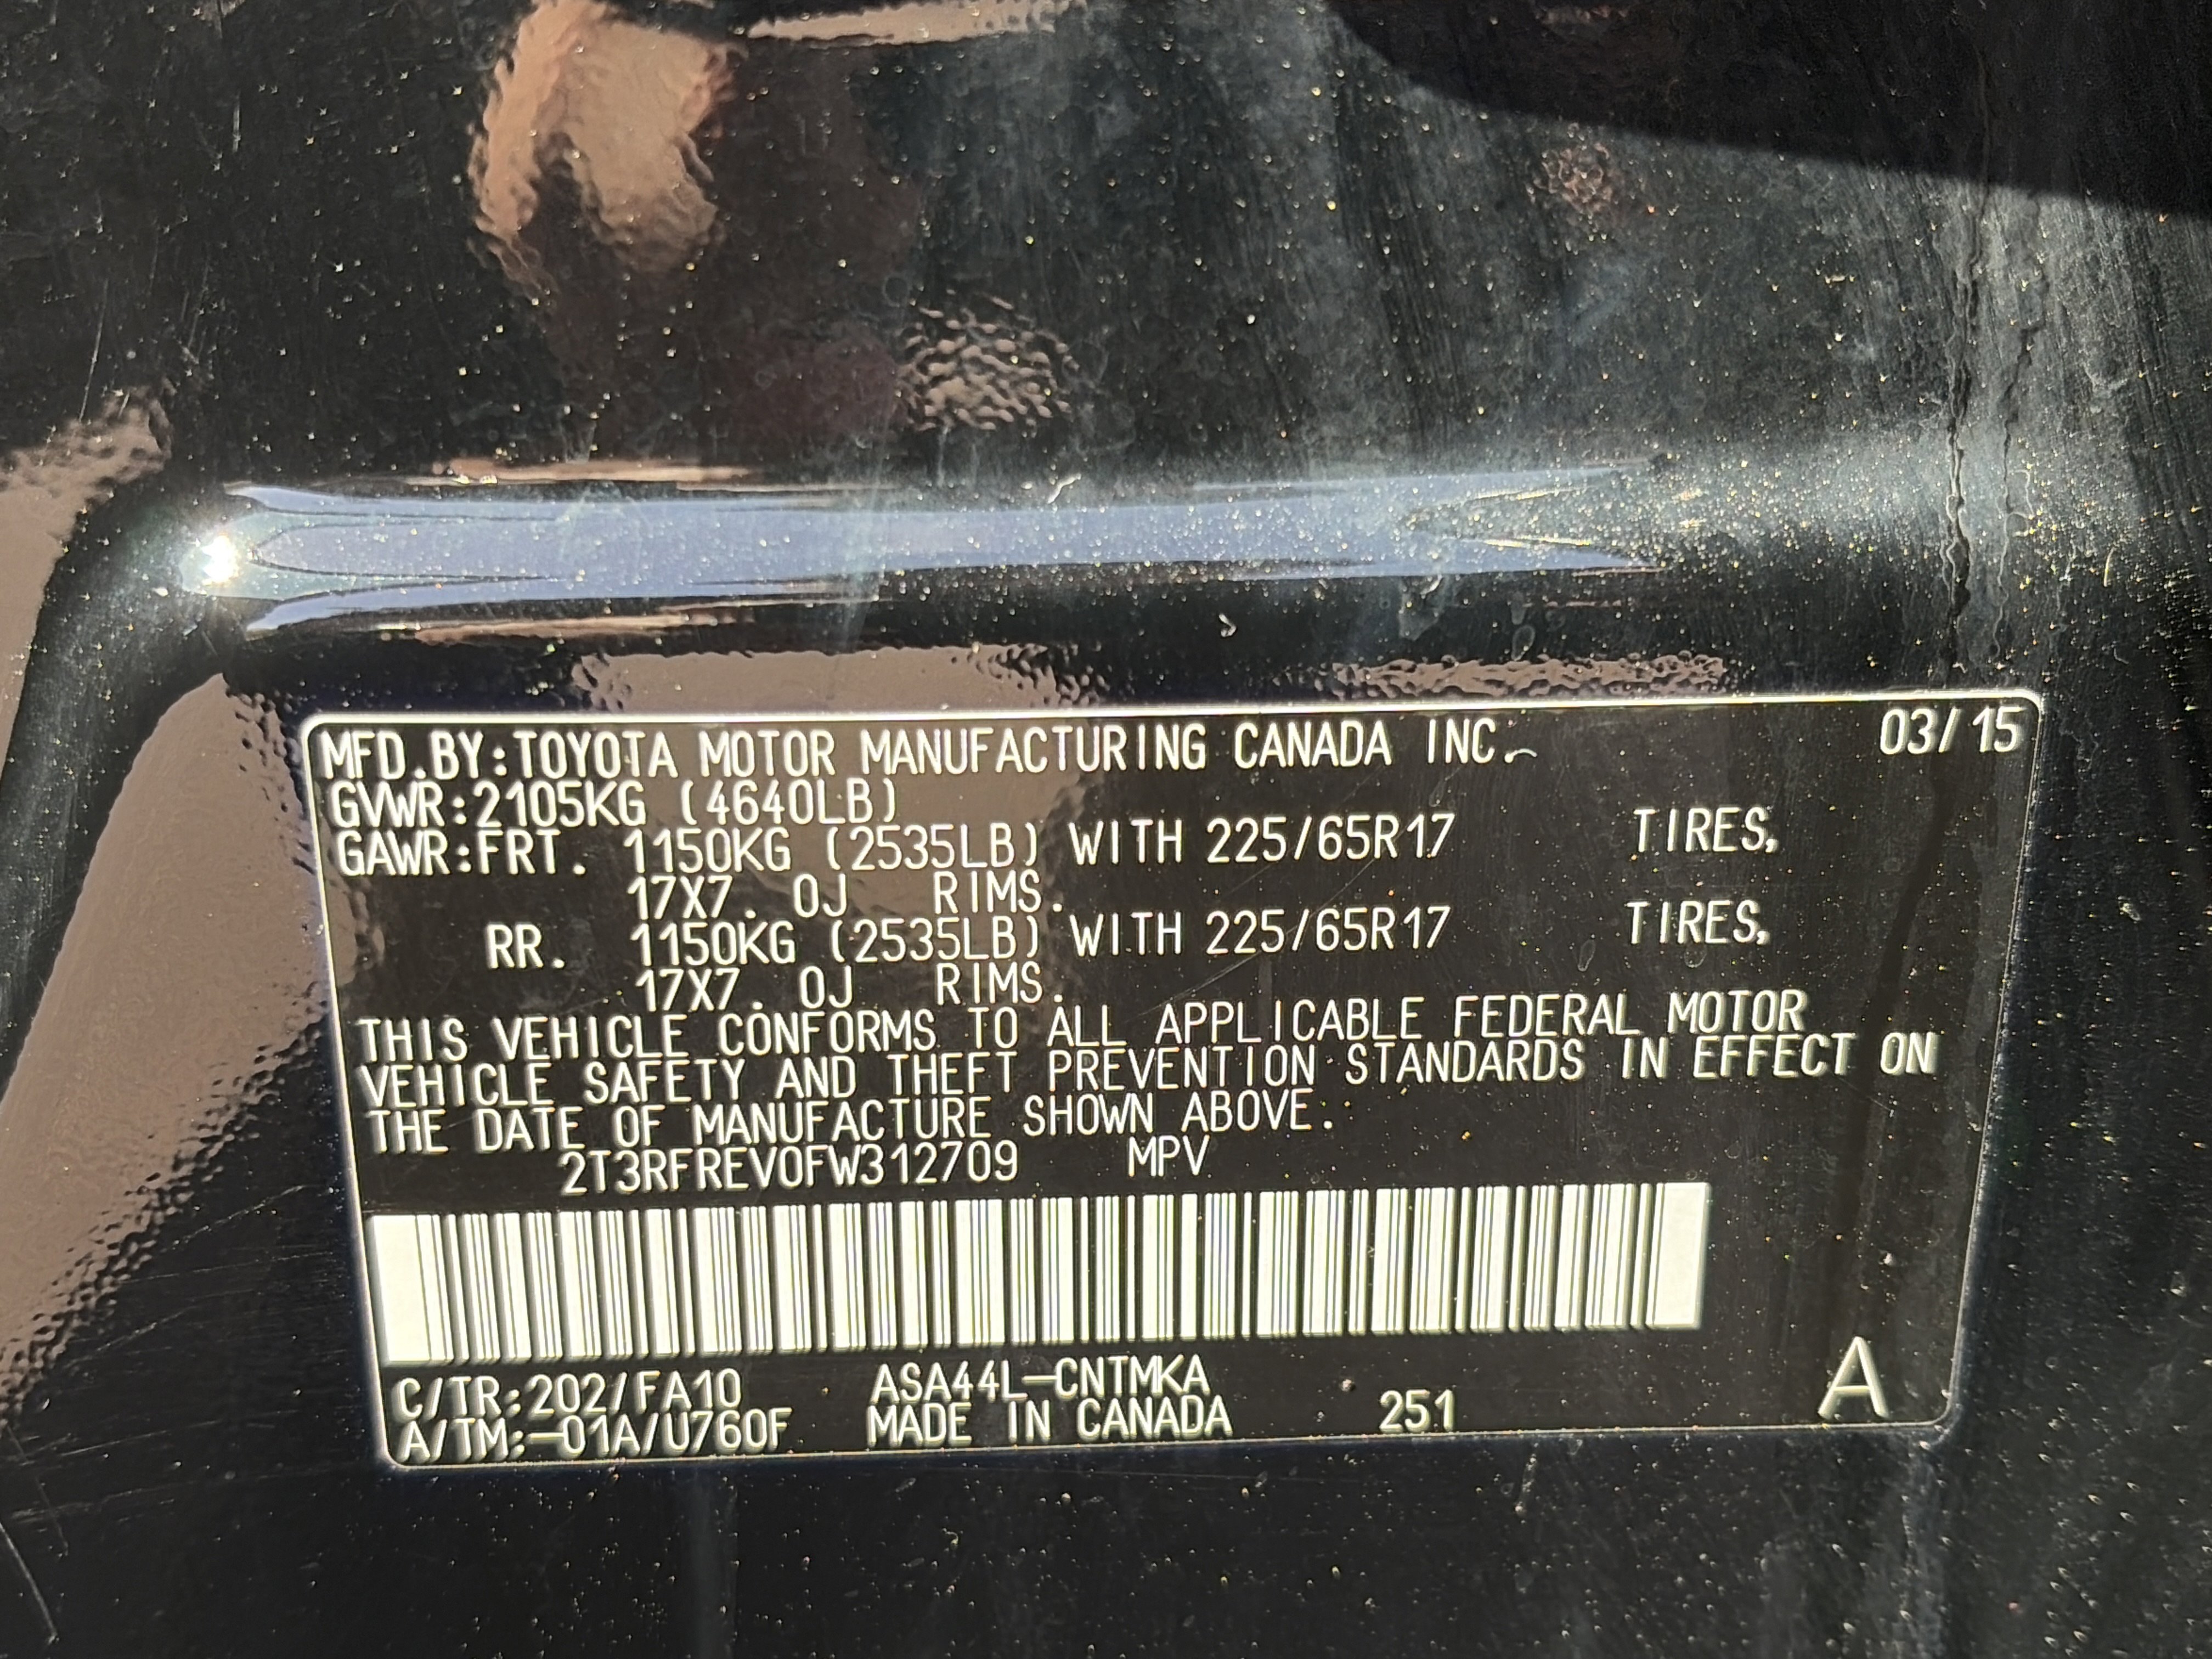 MFD.BY:TOYOTA MOTOR MANUFACTURING CANADA INC. 03/15
GVWR:2105KG (4640LB)
GAWR:FRT. 1150KG (2535LB) WITH 225/65R17 TIRES,
17X7.0J RIMS.
RR. 1150KG (2535LB) WITH 225/65R17 TIRES,
17X7.0J RIMS.
THIS VEHICLE CONFORMS TO ALL APPLICABLE FEDERAL MOTOR
VEHICLE SAFETY AND THEFT PREVENTION STANDARDS IN EFFECT ON
THE DATE OF MANUFACTURE SHOWN ABOVE.
2T3RFREV0FW312709 MPV
C/TR:202/FA10 ASA44L-CNTMKA
A/TM:-01A/U760F MADE IN CANADA 251 A